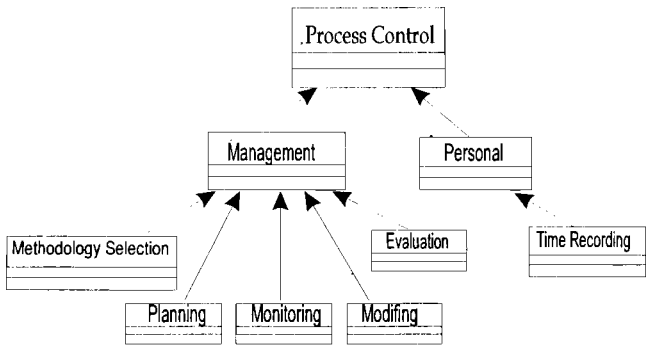 Process Control
Management
Personal
Methodology Selection
Evaluation
Time Recording
Planning
Monitoring
Modifing